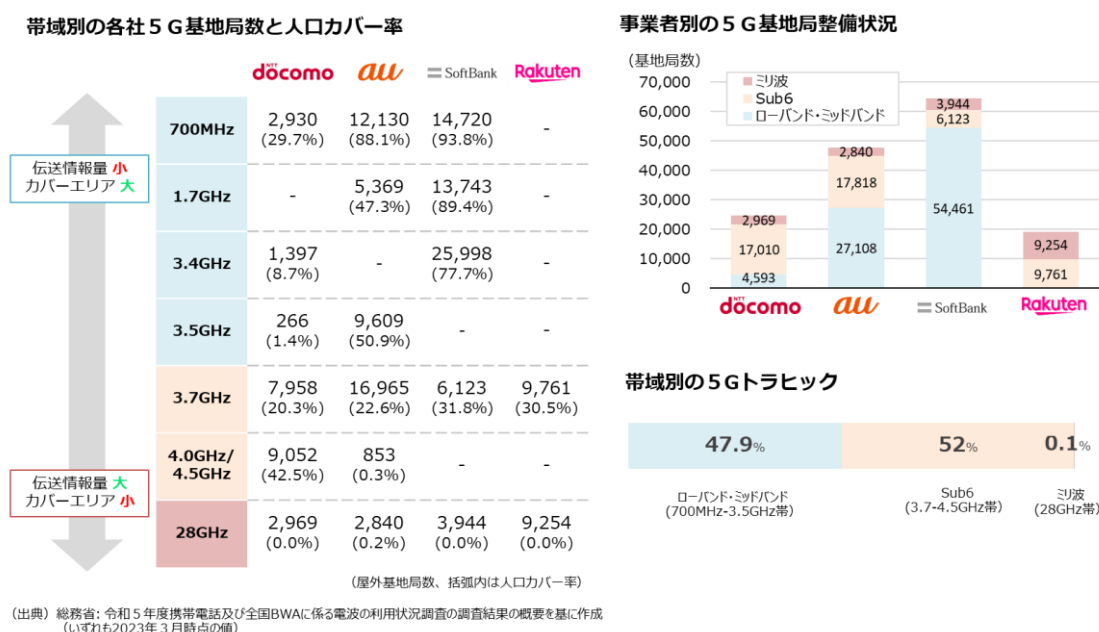 帯域別の各社5G基地局数と人口カバー率
NTT döcomo au SoftBank Rakuten
700MHz 2,930 12,130 14,720 -
(29.7%) (88.1%) (93.8%)
伝送情報量 小
カバーエリア 大
1.7GHz - 5,369 13,743 -
(47.3%) (89.4%)
3.4GHz 1,397 - 25,998 -
(8.7%) (77.7%)
3.5GHz 266 9,609 - -
(1.4%) (50.9%)
3.7GHz 7,958 16,965 6,123 9,761
(20.3%) (22.6%) (31.8%) (30.5%)
4.0GHz/ 9,052 853 - -
4.5GHz (42.5%) (0.3%)
伝送情報量 大
カバーエリア 小
28GHz 2,969 2,840 3,944 9,254
(0.0%) (0.2%) (0.0%) (0.0%)
(屋外基地局数、括弧内は人口カバー率)
(出典)総務省:令和5年度携帯電話及び全国BWAに係る電波の利用状況調査の調査結果の概要を基に作成
(いずれも2023年3月時点の値)
事業者別の5G基地局整備状況
(基地局数)
70,000
60,000
50,000
40,000
30,000
20,000
10,000
0
ミリ波
Sub6
ローバンド・ミッドバンド
2,969
17,010
4,593
2,840
17,818
27,108
3,944
6,123
54,461
9,254
9,761
NTT döcomo au SoftBank Rakuten
帯域別の5Gトラヒック
47.9% 52% 0.1%
ローバンド・ミッドバンド
(700MHz-3.5GHz帯)
Sub6
(3.7-4.5GHz帯)
ミリ波
(28GHz帯)